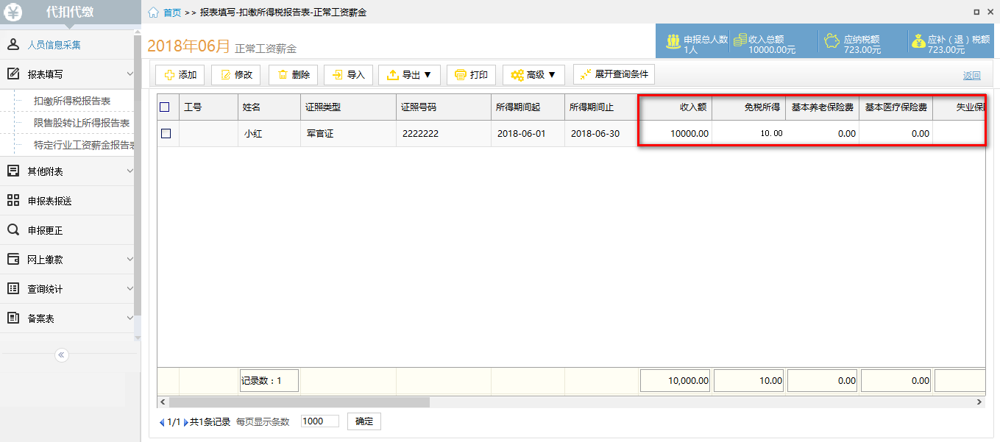 代扣代缴
首页 >> 报表填写-扣缴所得税报告表-正常工资薪金
人员信息采集
报表填写
扣缴所得税报告表
限售股转让所得报告表
特定行业工资薪金报告表
其他附表
申报表报送
申报更正
网上缴款
查询统计
备案表
2018年06月 正常工资薪金
申报总人数 收入总额 应纳税额 应补（退）税额
1人 10000.00元 723.00元 723.00元
添加 修改 删除 导入 导出 打印 高级 展开查询条件 返回
工号 姓名 证照类型 证照号码 所得期间起 所得期间止 收入额 免税所得 基本养老保险费 基本医疗保险费 失业保
小红 军官证 2222222 2018-06-01 2018-06-30 10000.00 10.00 0.00 0.00
记录数：1 10,000.00 10.00 0.00 0.00
1/1 共1条记录 每页显示条数 1000 确定